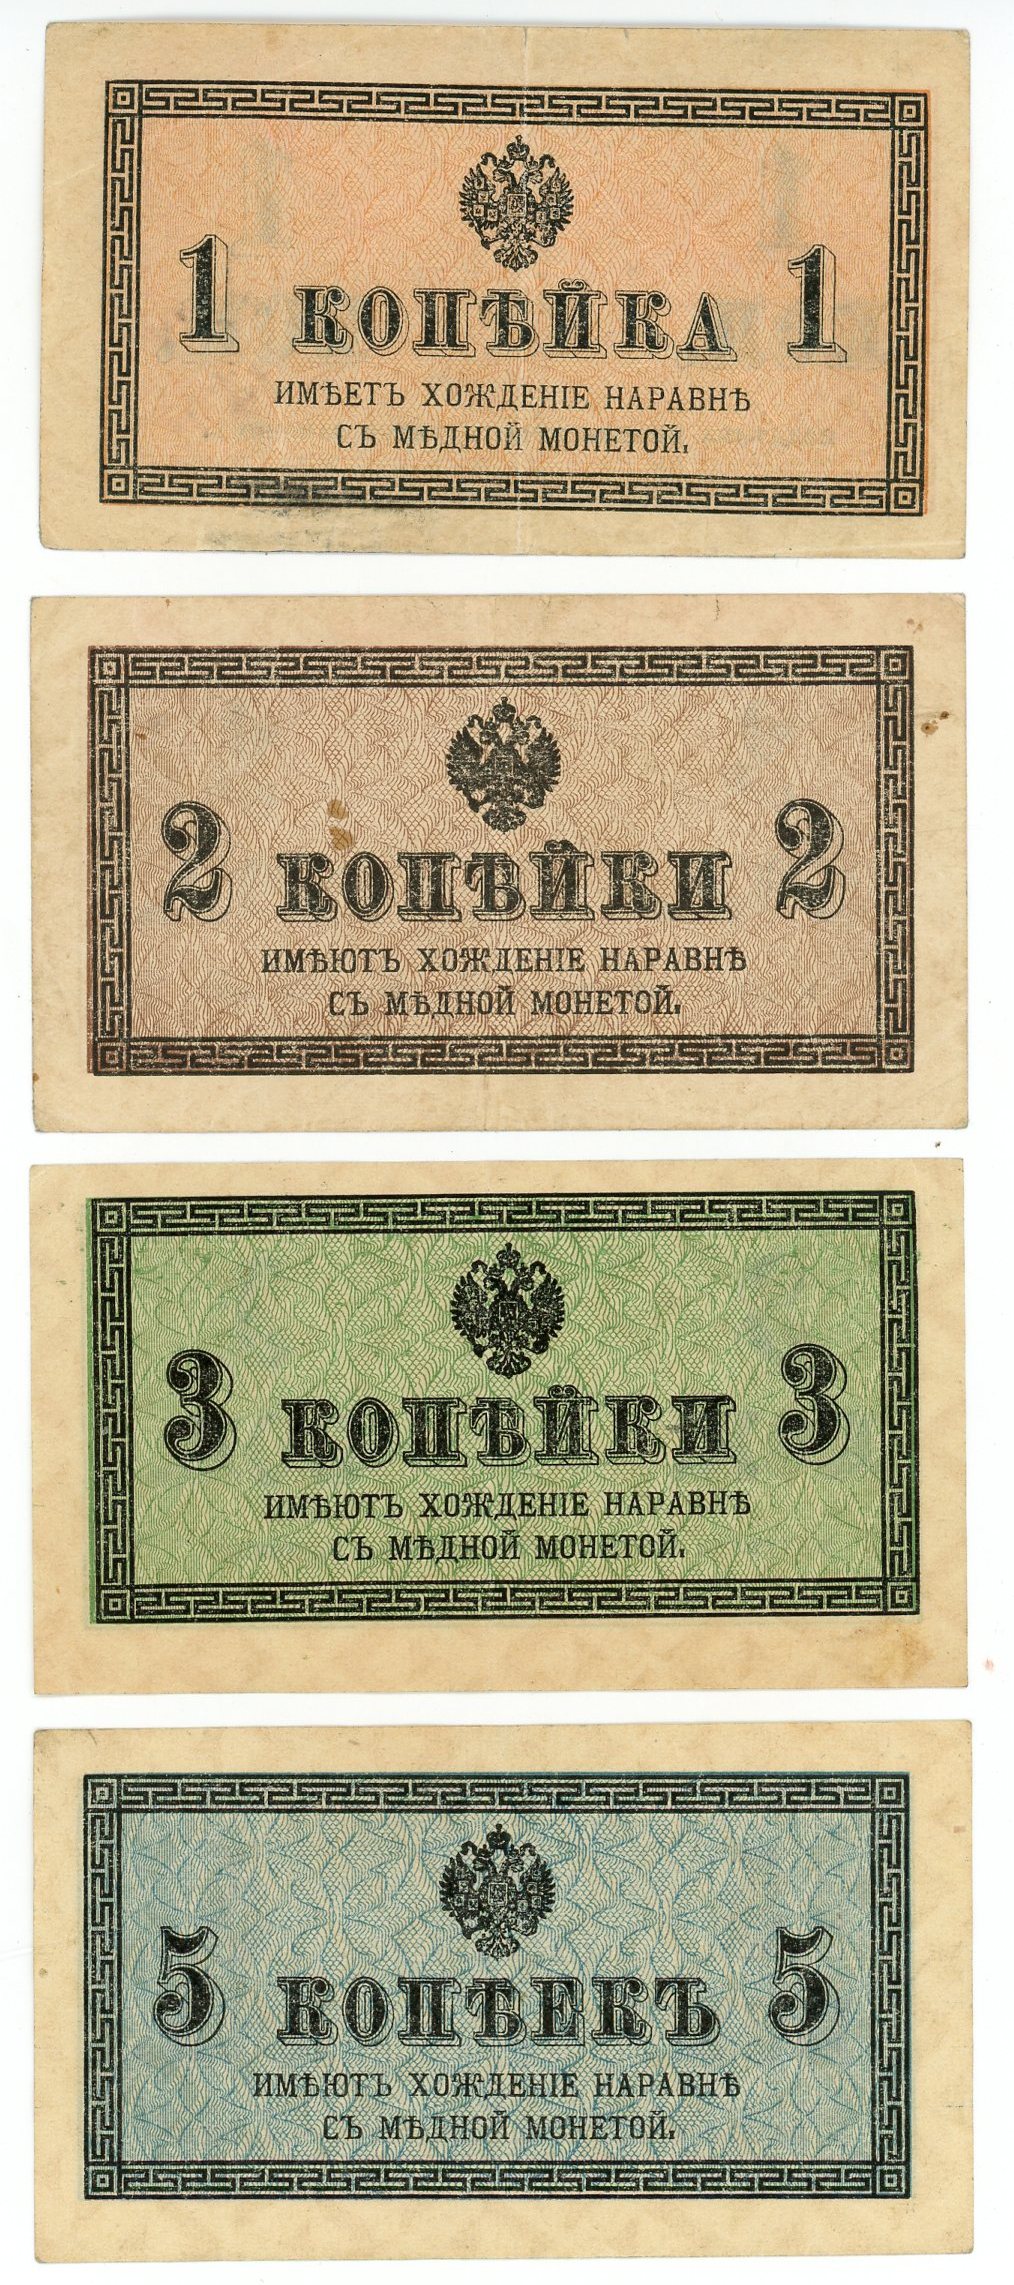 1 КОПѢЙКА 1
ИМѢЕТЪ ХОЖДЕНІЕ НАРАВНѢ
СЪ МѢДНОЙ МОНЕТОЙ.
2 КОПѢЙКИ 2
ИМѢЮТЪ ХОЖДЕНІЕ НАРАВНѢ
СЪ МѢДНОЙ МОНЕТОЙ.
3 КОПѢЙКИ 3
ИМѢЮТЪ ХОЖДЕНІЕ НАРАВНѢ
СЪ МѢДНОЙ МОНЕТОЙ.
5 КОПѢЕКЪ 5
ИМѢЮТЪ ХОЖДЕНІЕ НАРАВНѢ
СЪ МѢДНОЙ МОНЕТОЙ.